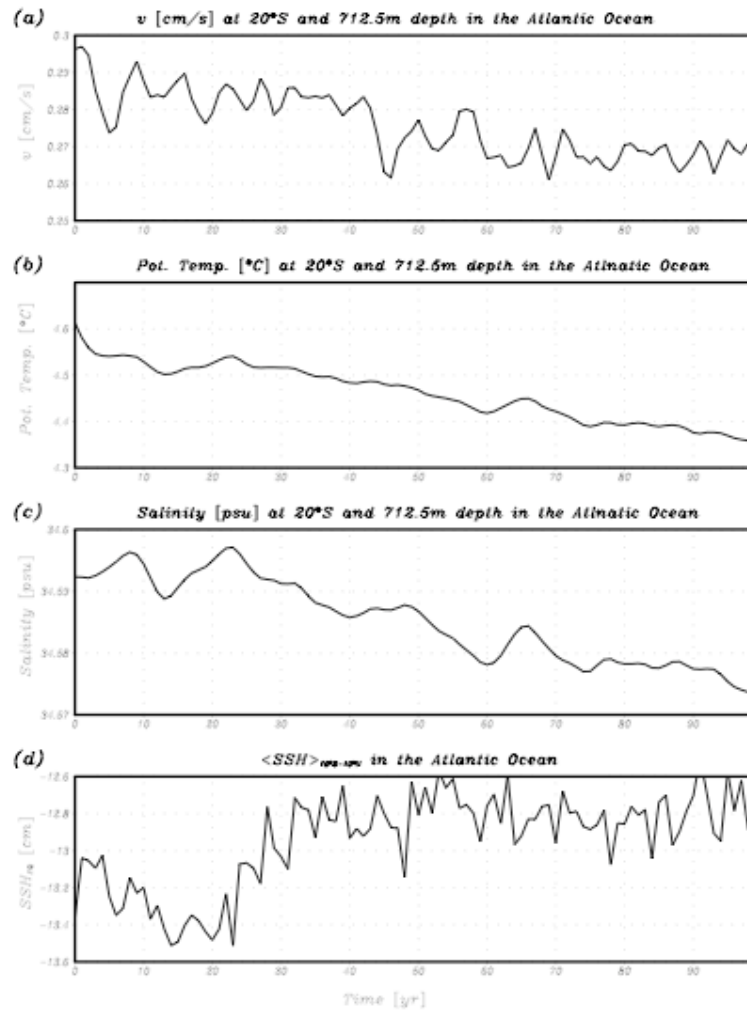 (a) v [cm/s] at 20°S and 712.5m depth in the Atlantic Ocean
0.3
0.29
0.28
0.27
0.26
0.25
v [cm/s]
0 10 20 30 40 50 60 70 80 90
(b) Pot. Temp. [°C] at 20°S and 712.5m depth in the Atlnatic Ocean
4.6
4.5
4.4
4.3
Pot. Temp. [°C]
0 10 20 30 40 50 60 70 80 90
(c) Salinity [psu] at 20°S and 712.5m depth in the Atlnatic Ocean
34.6
34.59
34.58
34.57
Salinity [psu]
0 10 20 30 40 50 60 70 80 90
(d) <SSH> in the Atlantic Ocean
-12.6
-12.8
-13
-13.2
-13.4
-13.6
[cm]
0 10 20 30 40 50 60 70 80 90
Time [yr]